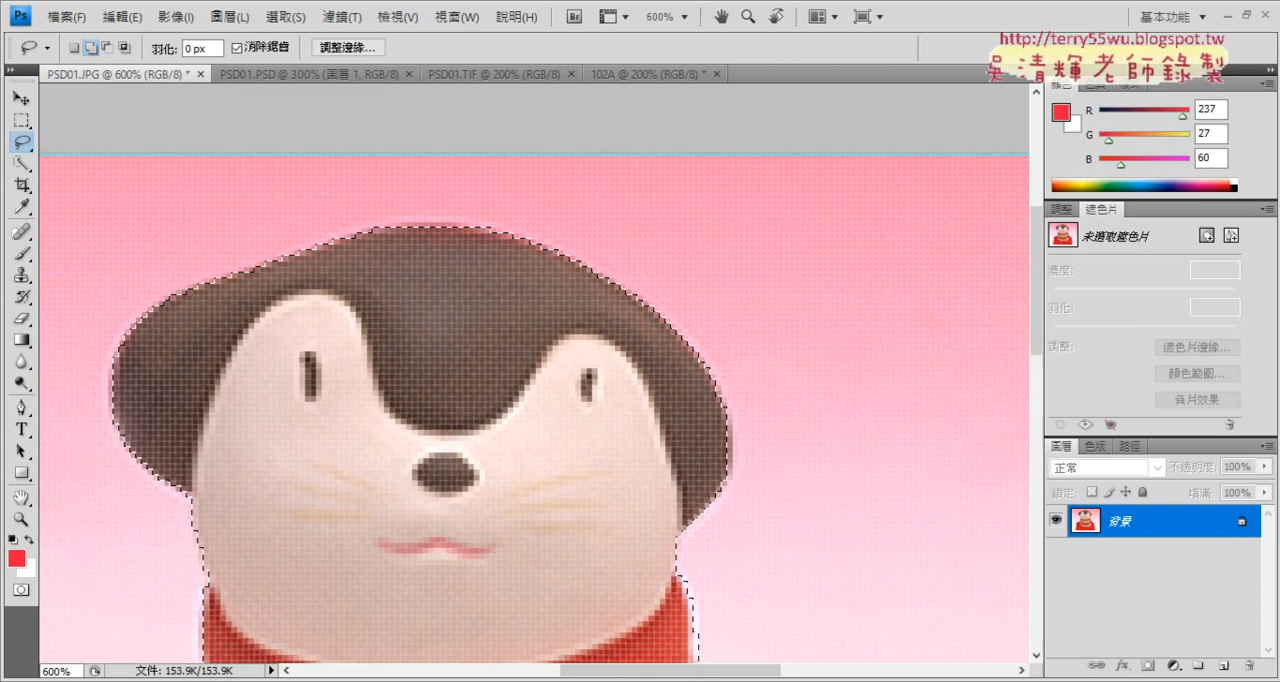 Ps 檔案(F) 編輯(E) 影像(I) 圖層(L) 選取(S) 濾鏡(T) 檢視(V) 視窗(W) 說明(H) Br 600% 基本功能
羽化: 0 px 消除鋸齒 調整邊緣...
http://terry55wu.blogspot.tw
吳清輝老師錄製
PSD01.JPG @ 600% (RGB/8) * PSD01.PSD @ 300% (圖層 1, RGB/8) PSD01.TIF @ 200% (RGB/8) 102A @ 200% (RGB/8) *
R 237
G 27
B 60
調整 遮色片
未選取遮色片
濃度:
羽化:
調整: 遮色片邊緣...
顏色範圍...
負片效果
圖層 色版 路徑
正常 不透明度: 100%
鎖定: 填滿: 100%
背景
T
fx
600% 文件: 153.9K/153.9K